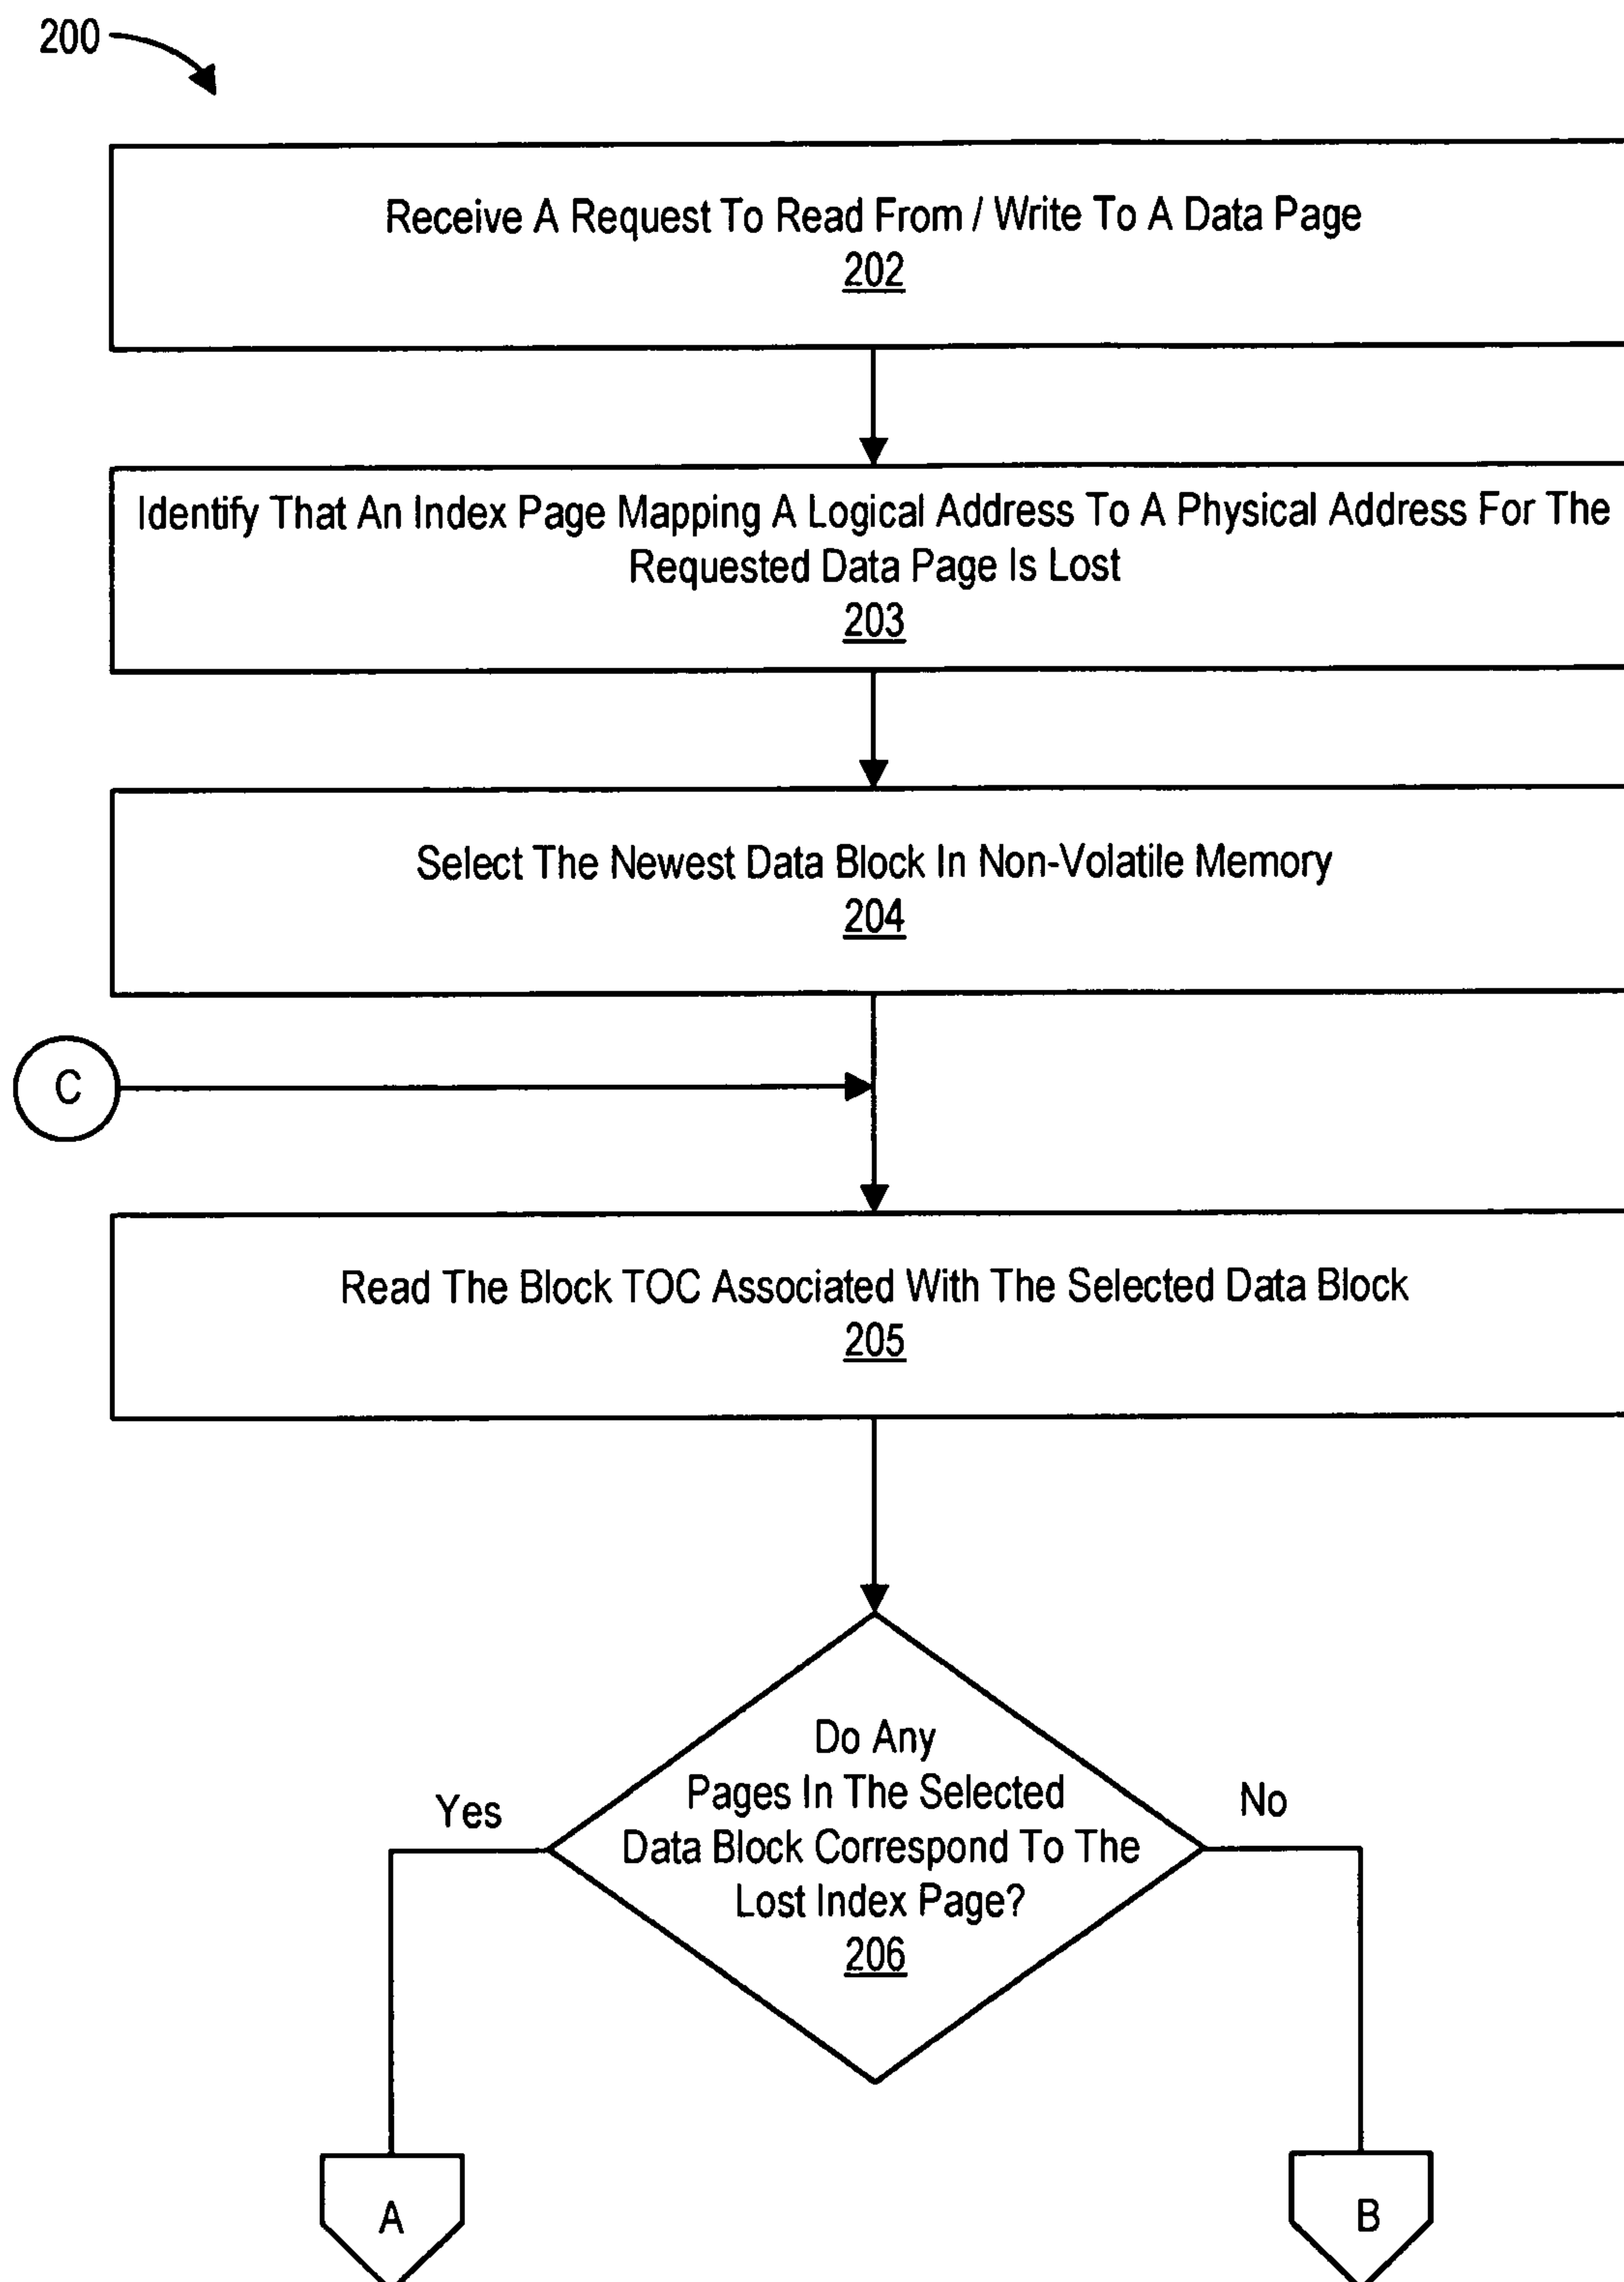 200
Receive A Request To Read From / Write To A Data Page
202
Identify That An Index Page Mapping A Logical Address To A Physical Address For The
Requested Data Page Is Lost
203
Select The Newest Data Block In Non-Volatile Memory
204
C
Read The Block TOC Associated With The Selected Data Block
205
Do Any
Pages In The Selected
Data Block Correspond To The
Lost Index Page?
206
Yes
No
A
B